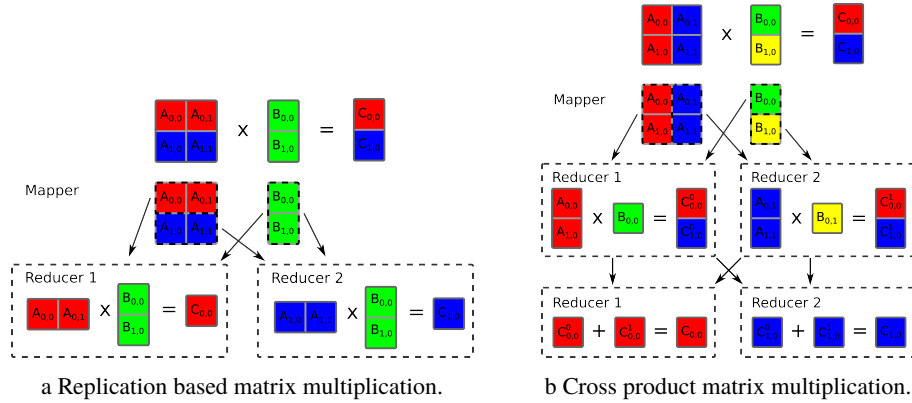 A0,0 A0,1 B0,0 C0,0
x =
A1,0 A1,1 B1,0 C1,0
Mapper
A0,0 A0,1 B0,0
A1,0 A1,1 B1,0
Reducer 1
A0,0 A0,1 x B0,0 B1,0 = C0,0
Reducer 2
A1,0 A1,1 x B0,0 B1,0 = C1,0
a Replication based matrix multiplication.
A0,0 A0,1 B0,0 C0,0
x =
A1,0 A1,1 B1,0 C1,0
Mapper
A0,0 A0,1 B0,0
A1,0 A1,1 B1,0
Reducer 1
A0,0 C0,0^0
x B0,0 =
A1,0 C1,0^0
Reducer 2
A0,1 C0,0^1
x B0,1 =
A1,1 C1,0^1
Reducer 1
C0,0^0 + C0,0^1 = C0,0
Reducer 2
C1,0^0 + C1,0^1 = C1,0
b Cross product matrix multiplication.